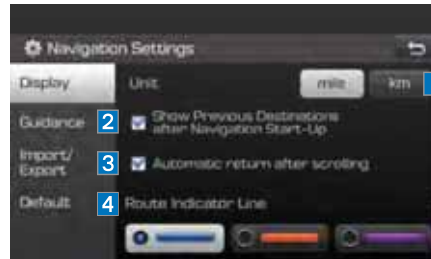 Navigation Settings
Display
Unit
mile
km
Guidance
2
Show Previous Destinations
after Navigation Start-Up
Import/
Export
3
Automatic return after scrolling
Default
4
Route Indicator Line